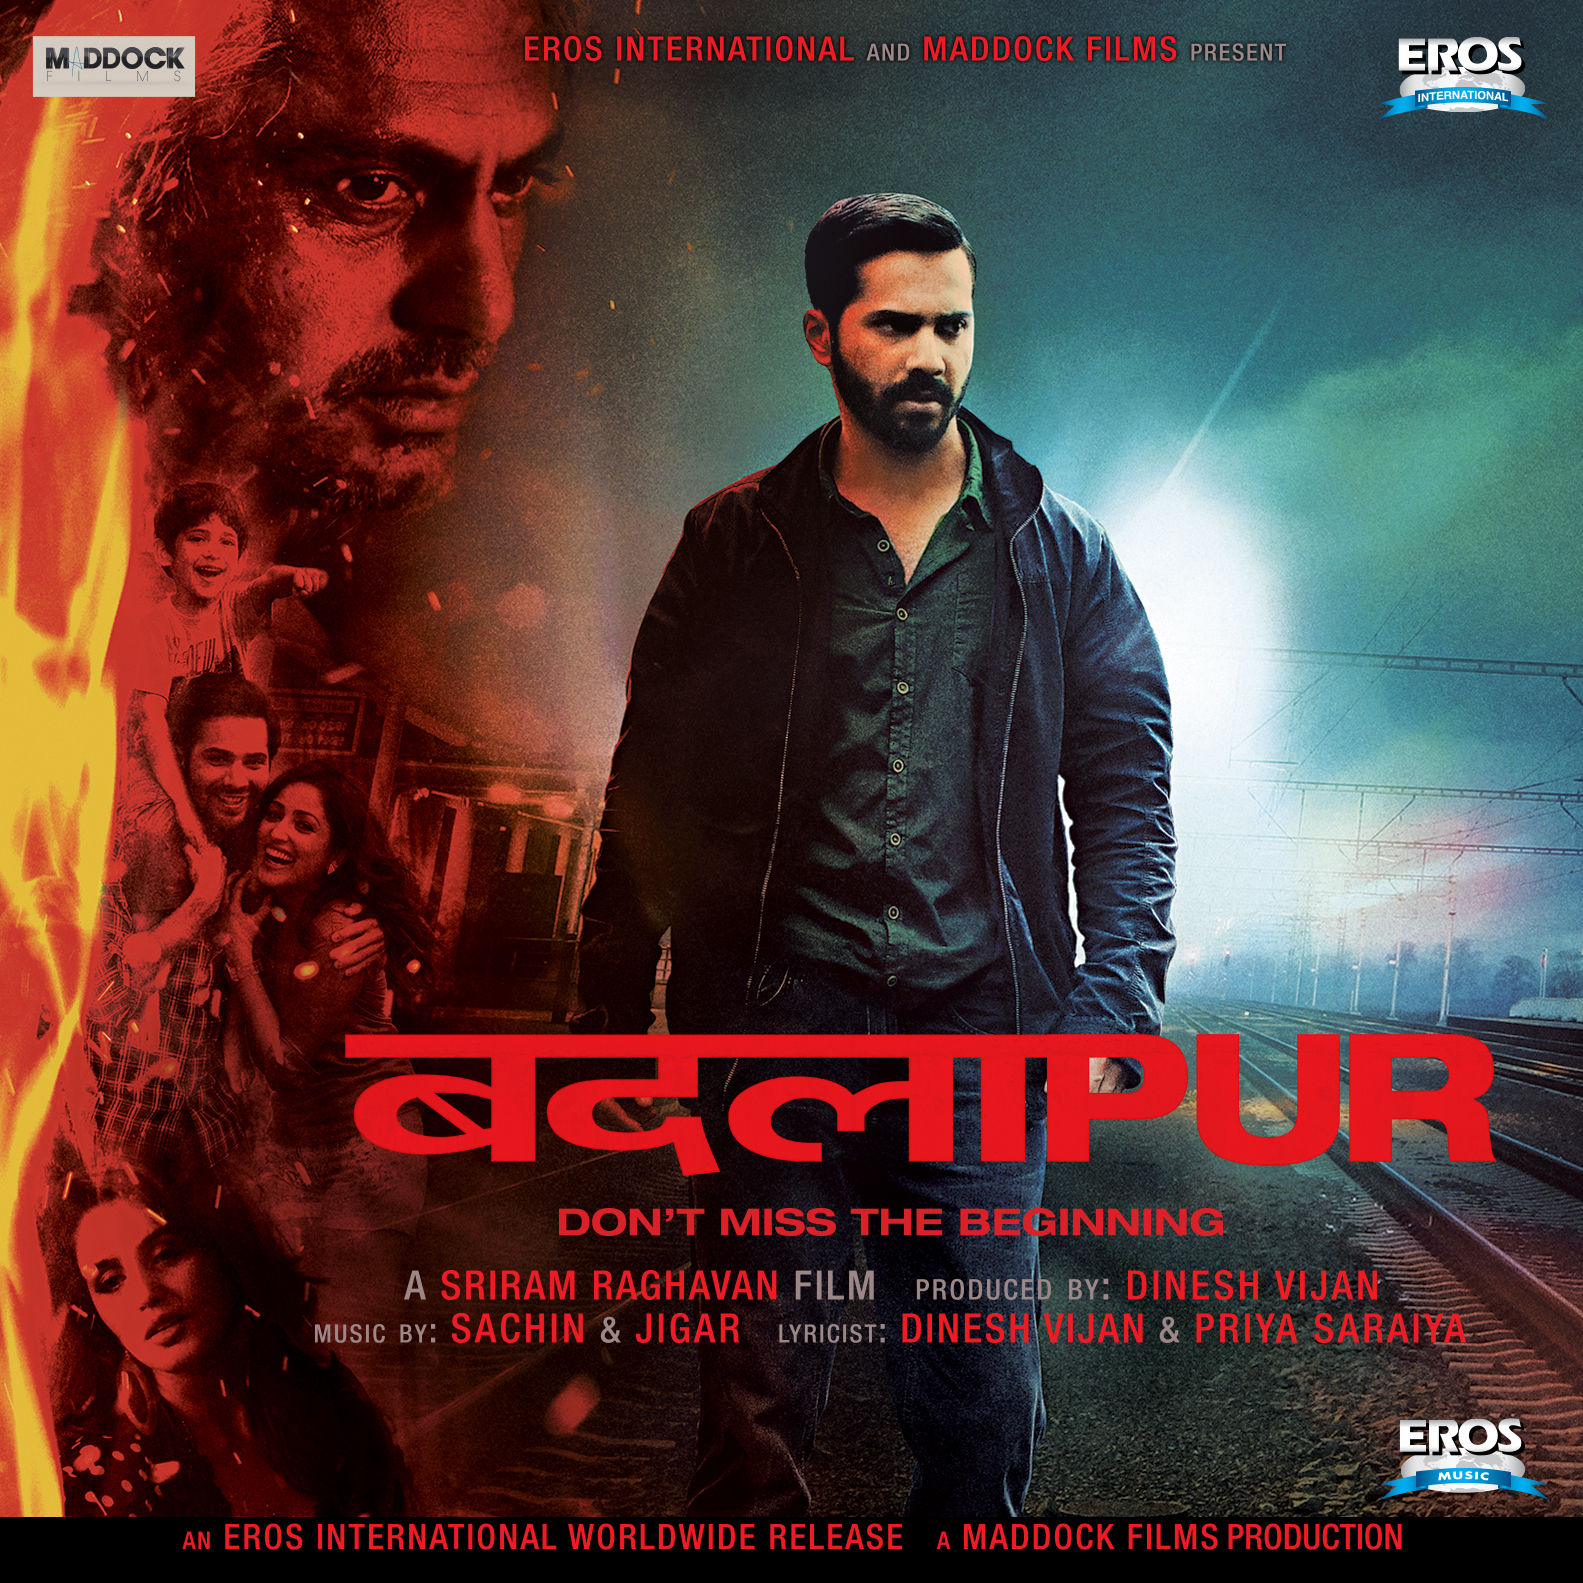 MADDOCK
FILMS
EROS INTERNATIONAL AND MADDOCK FILMS PRESENT
EROS
INTERNATIONAL
बदलाPUR
DON'T MISS THE BEGINNING
A SRIRAM RAGHAVAN FILM PRODUCED BY: DINESH VIJAN
MUSIC BY: SACHIN & JIGAR LYRICIST: DINESH VIJAN & PRIYA SARAIYA
EROS
MUSIC
AN EROS INTERNATIONAL WORLDWIDE RELEASE A MADDOCK FILMS PRODUCTION